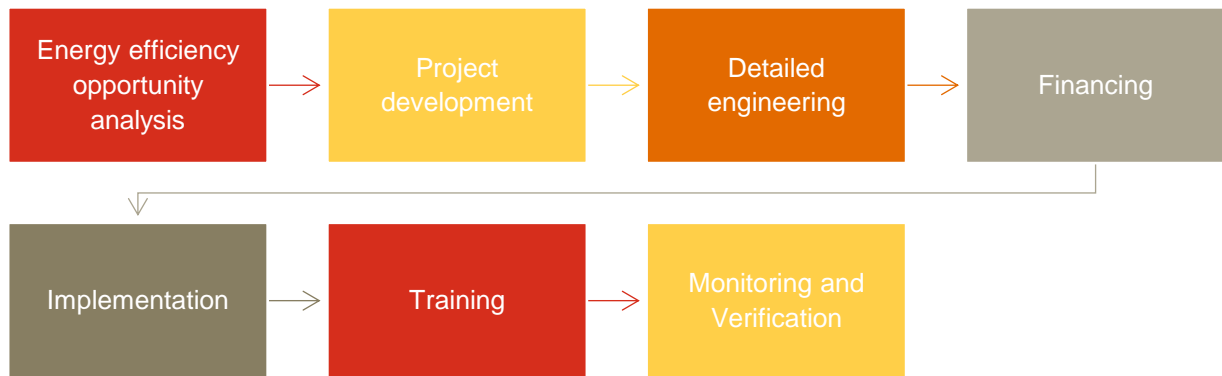 Energy efficiency
opportunity
analysis
Project
development
Detailed
engineering
Financing
Implementation
Training
Monitoring and
Verification